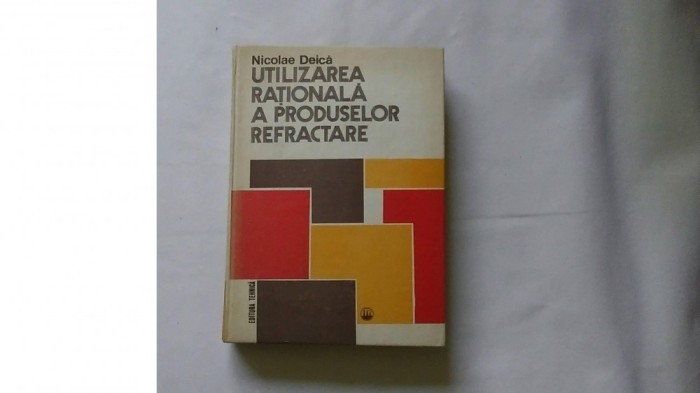 Nicolae Deică
UTILIZAREA
RAȚIONALĂ
A PRODUSELOR
REFRACTARE
EDITURA TEHNICĂ